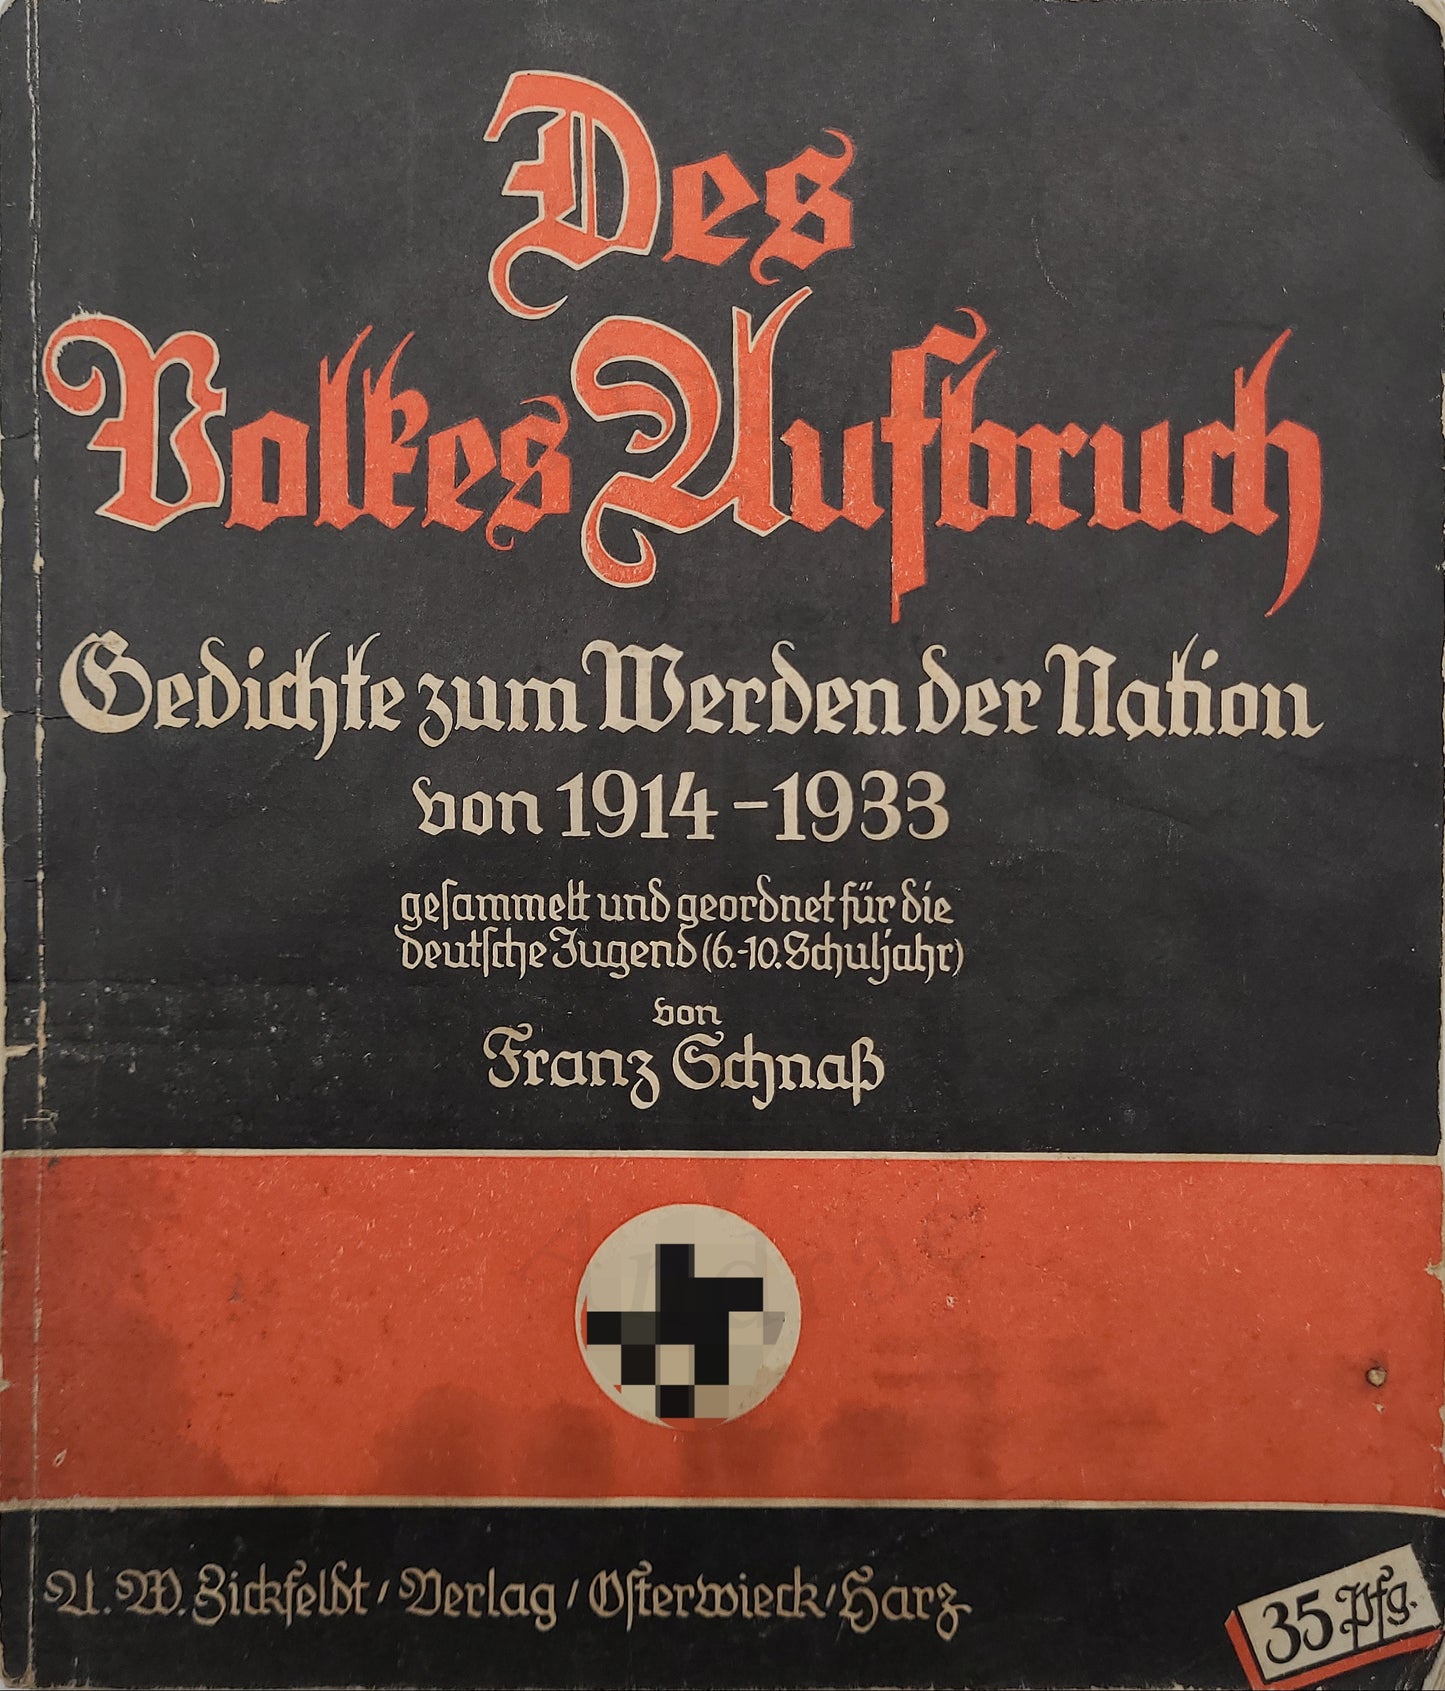 Des
Volkes Aufbruch
Gedichte zum Werden der Nation
von 1914-1933
gesammelt und geordnet für die
deutsche Jugend (6.-10. Schuljahr)
von
Franz Schnaß
A. W. Zickfeldt / Verlag / Osterwieck / Harz
35 Pfg.